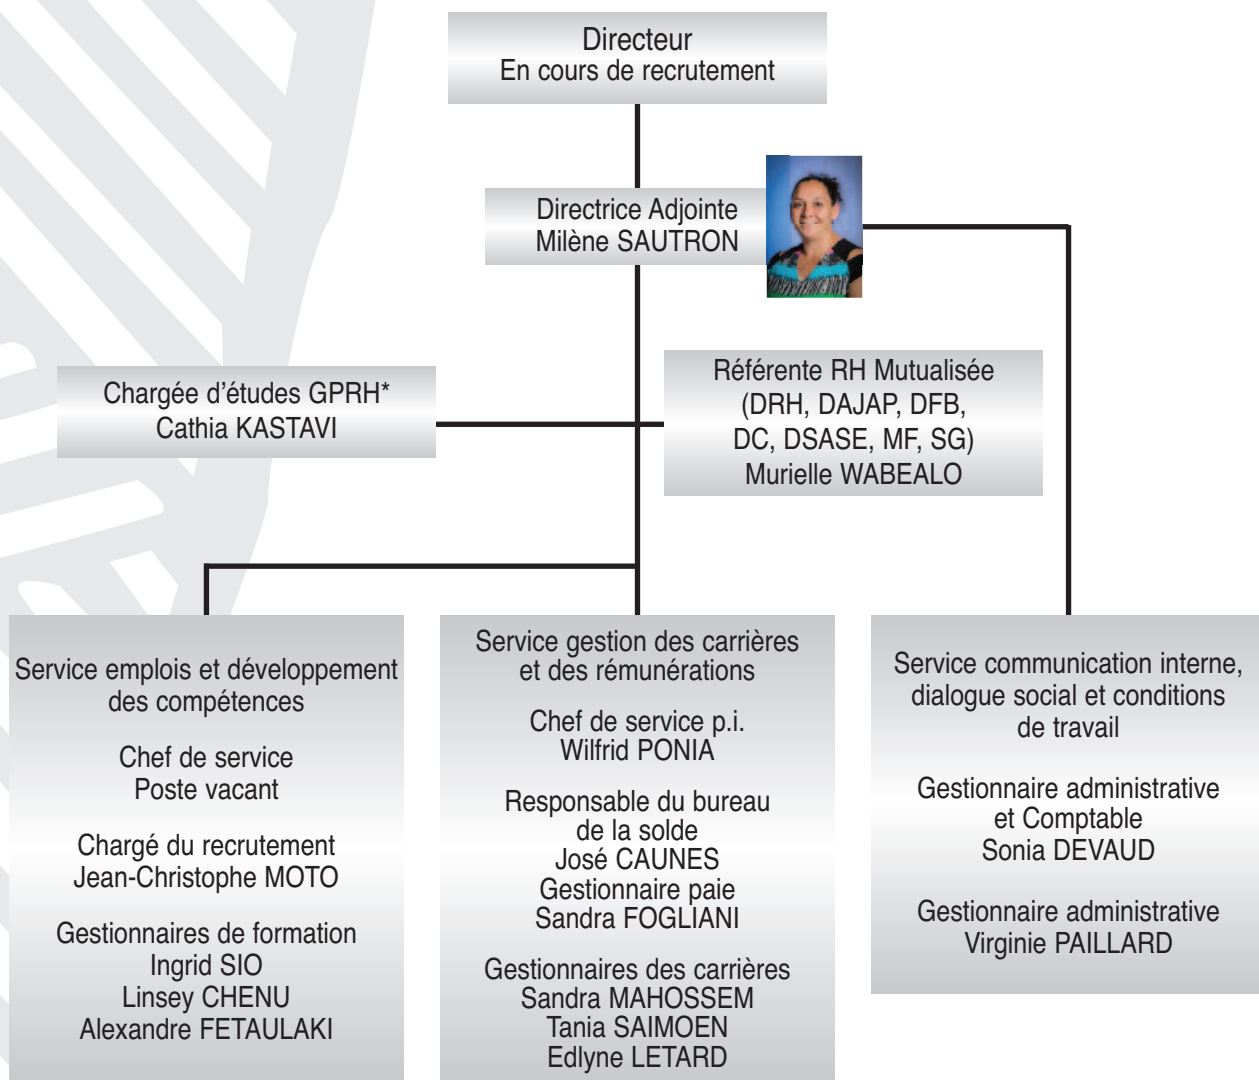 Directeur
En cours de recrutement
Directrice Adjointe
Milène SAUTRON
Chargée d'études GPRH*
Cathia KASTAVI
Référente RH Mutualisée
(DRH, DAJAP, DFB,
DC, DSASE, MF, SG)
Murielle WABEALO
Service emplois et développement
des compétences
Chef de service
Poste vacant
Chargé du recrutement
Jean-Christophe MOTO
Gestionnaires de formation
Ingrid SIO
Linsey CHENU
Alexandre FETAULAKI
Service gestion des carrières
et des rémunérations
Chef de service p.i.
Wilfrid PONIA
Responsable du bureau
de la solde
José CAUNES
Gestionnaire paie
Sandra FOGLIANI
Gestionnaires des carrières
Sandra MAHOSSEM
Tania SAIMOEN
Edlyne LETARD
Service communication interne,
dialogue social et conditions
de travail
Gestionnaire administrative
et Comptable
Sonia DEVAUD
Gestionnaire administrative
Virginie PAILLARD